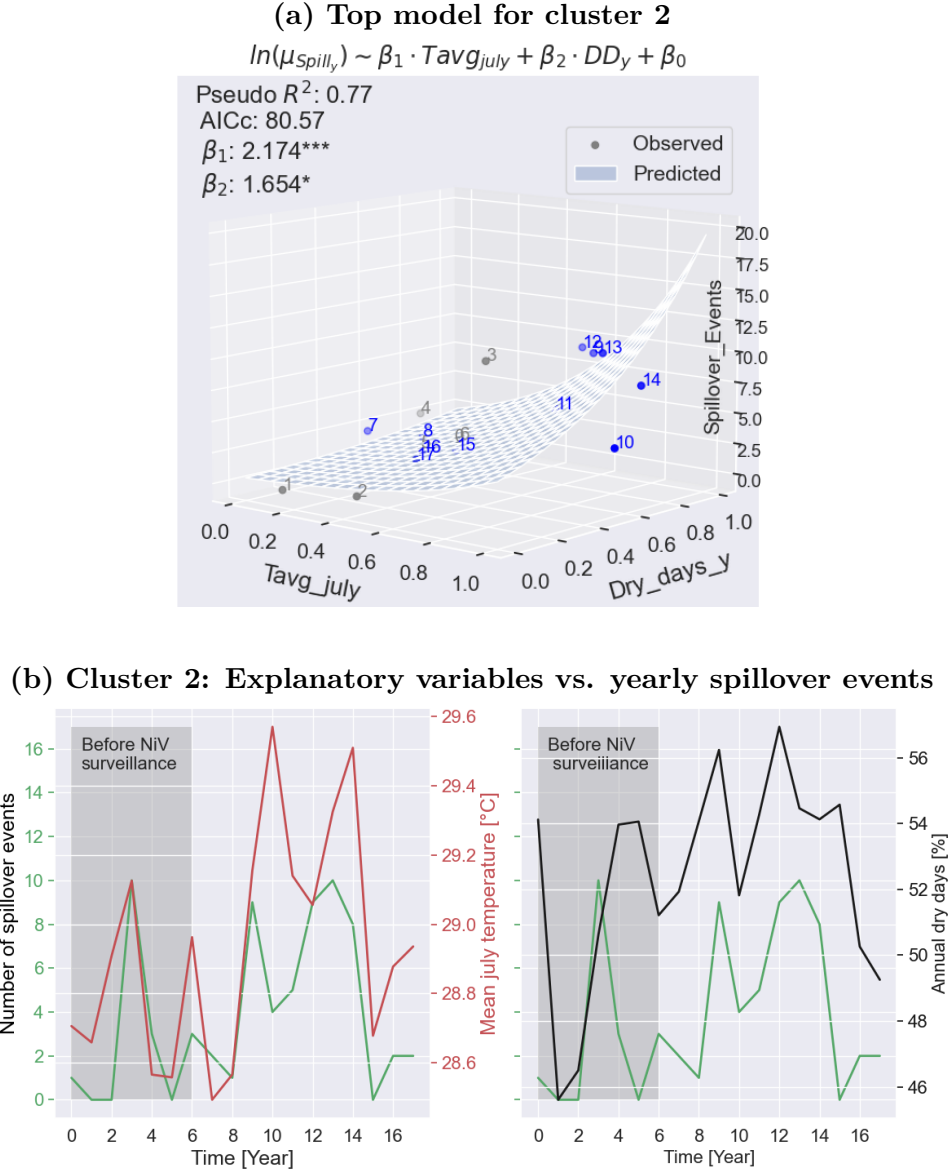 (a) Top model for cluster 2
ln(μ_Spill_y) ~ β₁ · Tavg_july + β₂ · DD_y + β₀
Pseudo R²: 0.77
AICc: 80.57
β₁: 2.174***
β₂: 1.654*
Observed
Predicted
20.0
17.5
15.0
12.5
10.0
7.5
5.0
2.5
0.0
Spillover_Events
12
9
13
3
14
4
11
7
8
6
15
16
17
10
1
2
0.0 0.2 0.4 0.6 0.8 1.0
Tavg_july
0.0 0.2 0.4 0.6 0.8 1.0
Dry_days_y
(b) Cluster 2: Explanatory variables vs. yearly spillover events
Before NiV
surveillance
Number of spillover events
16
14
12
10
8
6
4
2
0
29.6
29.4
29.2
29.0
28.8
28.6
Mean july temperature [°C]
0 2 4 6 8 10 12 14 16
Time [Year]
Before NiV
surveiiiance
56
54
52
50
48
46
Annual dry days [%]
0 2 4 6 8 10 12 14 16
Time [Year]